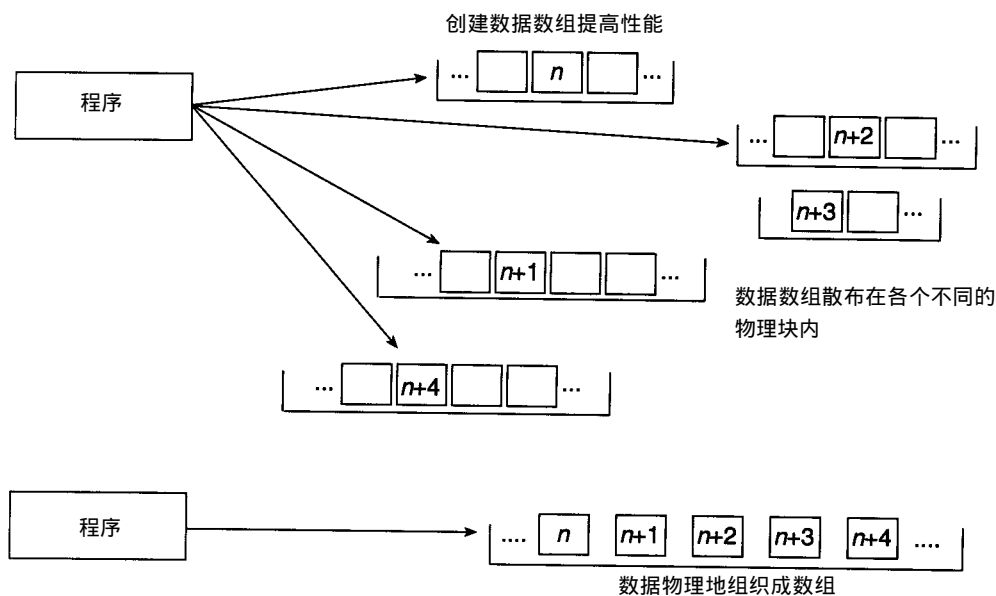 创建数据数组提高性能
程序
... n ...
... n+2 ...
n+3 ...
... n+1 ...
数据数组散布在各个不同的
物理块内
... n+4 ...
程序
.... n n+1 n+2 n+3 n+4 ....
数据物理地组织成数组